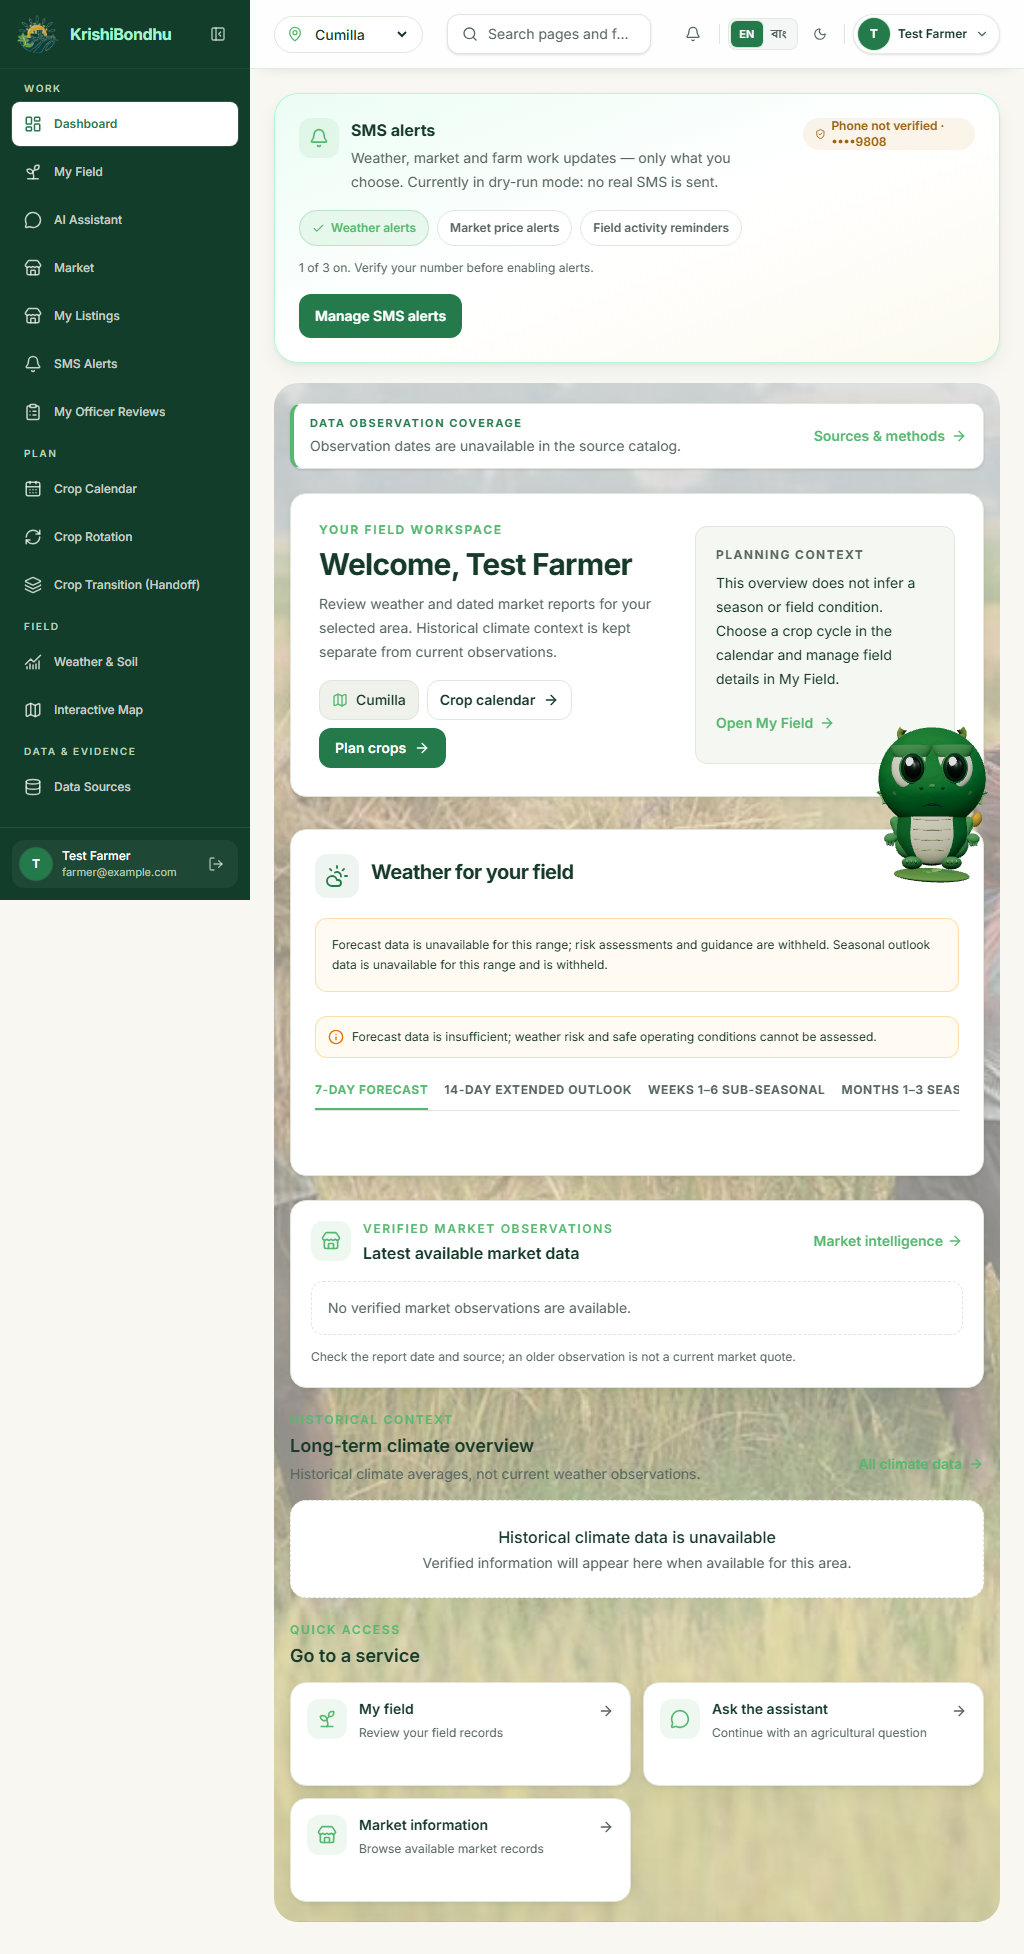 KrishiBondhu
WORK
Dashboard
My Field
AI Assistant
Market
My Listings
SMS Alerts
My Officer Reviews
PLAN
Crop Calendar
Crop Rotation
Crop Transition (Handoff)
FIELD
Weather & Soil
Interactive Map
DATA & EVIDENCE
Data Sources
T
Test Farmer
farmer@example.com
Cumilla
Search pages and f...
EN
বাং
T
Test Farmer
SMS alerts
Weather, market and farm work updates — only what you
choose. Currently in dry-run mode: no real SMS is sent.
Phone not verified ·
••••9808
Weather alerts
Market price alerts
Field activity reminders
1 of 3 on. Verify your number before enabling alerts.
Manage SMS alerts
DATA OBSERVATION COVERAGE
Observation dates are unavailable in the source catalog.
Sources & methods
YOUR FIELD WORKSPACE
Welcome, Test Farmer
Review weather and dated market reports for your
selected area. Historical climate context is kept
separate from current observations.
Cumilla
Crop calendar
Plan crops
PLANNING CONTEXT
This overview does not infer a
season or field condition.
Choose a crop cycle in the
calendar and manage field
details in My Field.
Open My Field
Weather for your field
Forecast data is unavailable for this range; risk assessments and guidance are withheld. Seasonal outlook
data is unavailable for this range and is withheld.
Forecast data is insufficient; weather risk and safe operating conditions cannot be assessed.
7-DAY FORECAST
14-DAY EXTENDED OUTLOOK
WEEKS 1–6 SUB-SEASONAL
MONTHS 1–3 SEAS
VERIFIED MARKET OBSERVATIONS
Latest available market data
Market intelligence
No verified market observations are available.
Check the report date and source; an older observation is not a current market quote.
HISTORICAL CONTEXT
Long-term climate overview
Historical climate averages, not current weather observations.
All climate data
Historical climate data is unavailable
Verified information will appear here when available for this area.
QUICK ACCESS
Go to a service
My field
Review your field records
Ask the assistant
Continue with an agricultural question
Market information
Browse available market records